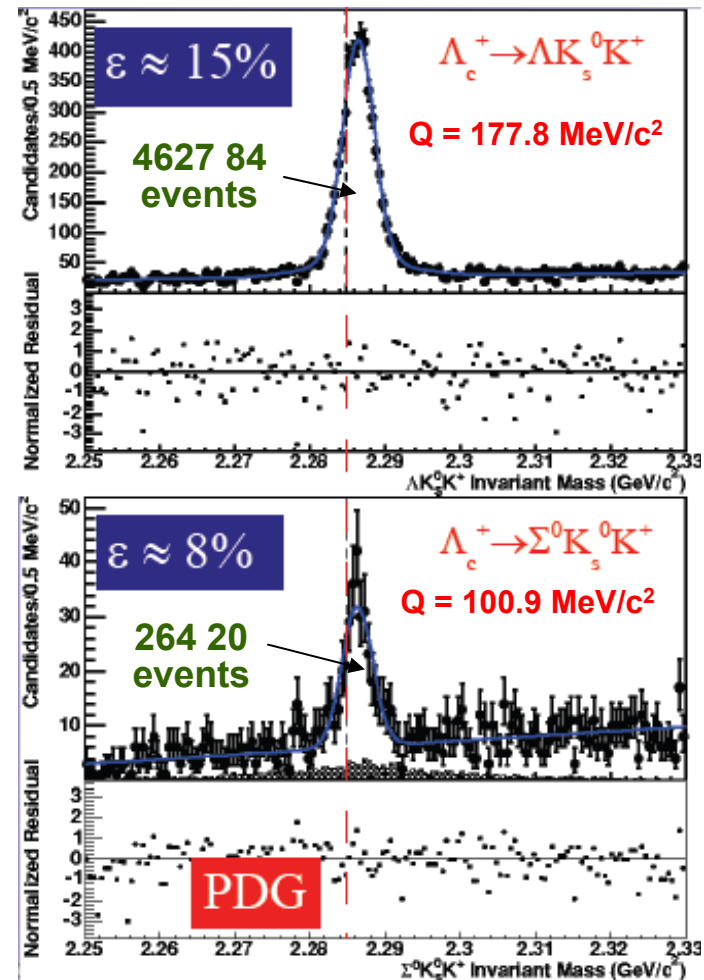 Candidates/0.5 MeV/c²
450
400
350
300
250
200
150
100
50
ε ≈ 15%
Λc⁺→ΛKs⁰K⁺
Q = 177.8 MeV/c²
4627 84
events
Normalized Residual
3
2
1
0
-1
-2
-3
2.25 2.26 2.27 2.28 2.29 2.3 2.31 2.32 2.33
ΛKs⁰K⁺ Invariant Mass (GeV/c²)
Candidates/0.5 MeV/c²
50
40
30
20
10
ε ≈ 8%
Λc⁺→Σ⁰Ks⁰K⁺
Q = 100.9 MeV/c²
264 20
events
Normalized Residual
3
2
1
0
-1
-2
-3
PDG
2.25 2.26 2.27 2.28 2.29 2.3 2.31 2.32 2.33
Σ⁰Ks⁰K⁺ Invariant Mass (GeV/c²)